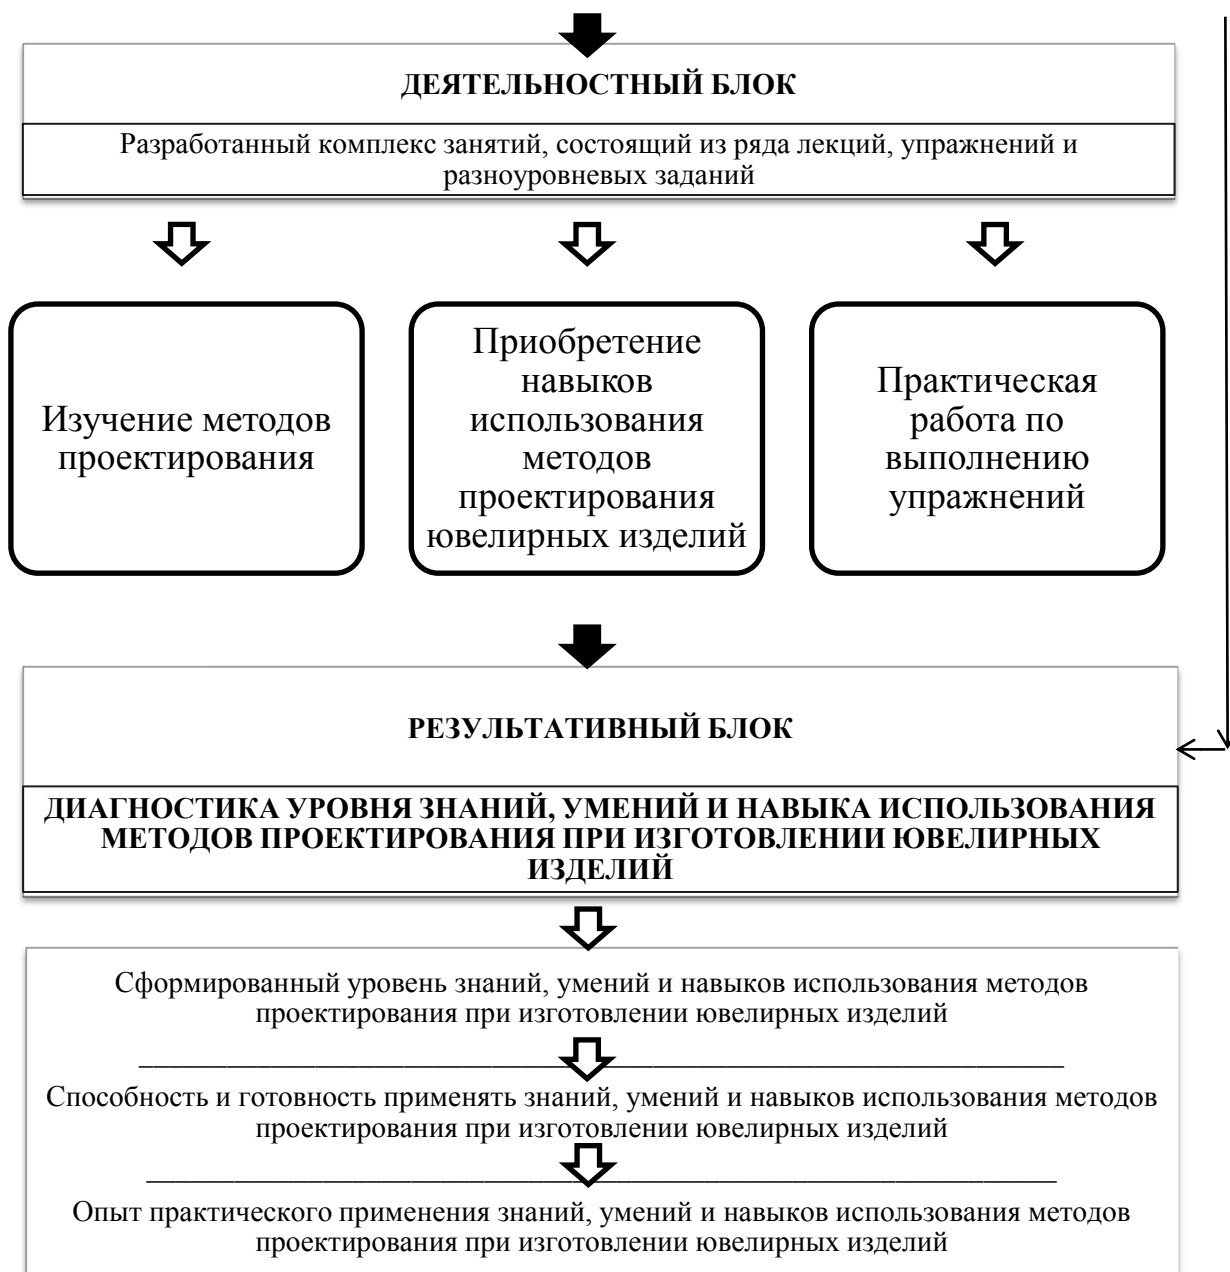 ДЕЯТЕЛЬНОСТНЫЙ БЛОК
Разработанный комплекс занятий, состоящий из ряда лекций, упражнений и
разноуровневых заданий
Изучение методов
проектирования
Приобретение
навыков
использования
методов
проектирования
ювелирных изделий
Практическая
работа по
выполнению
упражнений
РЕЗУЛЬТАТИВНЫЙ БЛОК
ДИАГНОСТИКА УРОВНЯ ЗНАНИЙ, УМЕНИЙ И НАВЫКА ИСПОЛЬЗОВАНИЯ
МЕТОДОВ ПРОЕКТИРОВАНИЯ ПРИ ИЗГОТОВЛЕНИИ ЮВЕЛИРНЫХ
ИЗДЕЛИЙ
Сформированный уровень знаний, умений и навыков использования методов
проектирования при изготовлении ювелирных изделий
Способность и готовность применять знаний, умений и навыков использования методов
проектирования при изготовлении ювелирных изделий
Опыт практического применения знаний, умений и навыков использования методов
проектирования при изготовлении ювелирных изделий